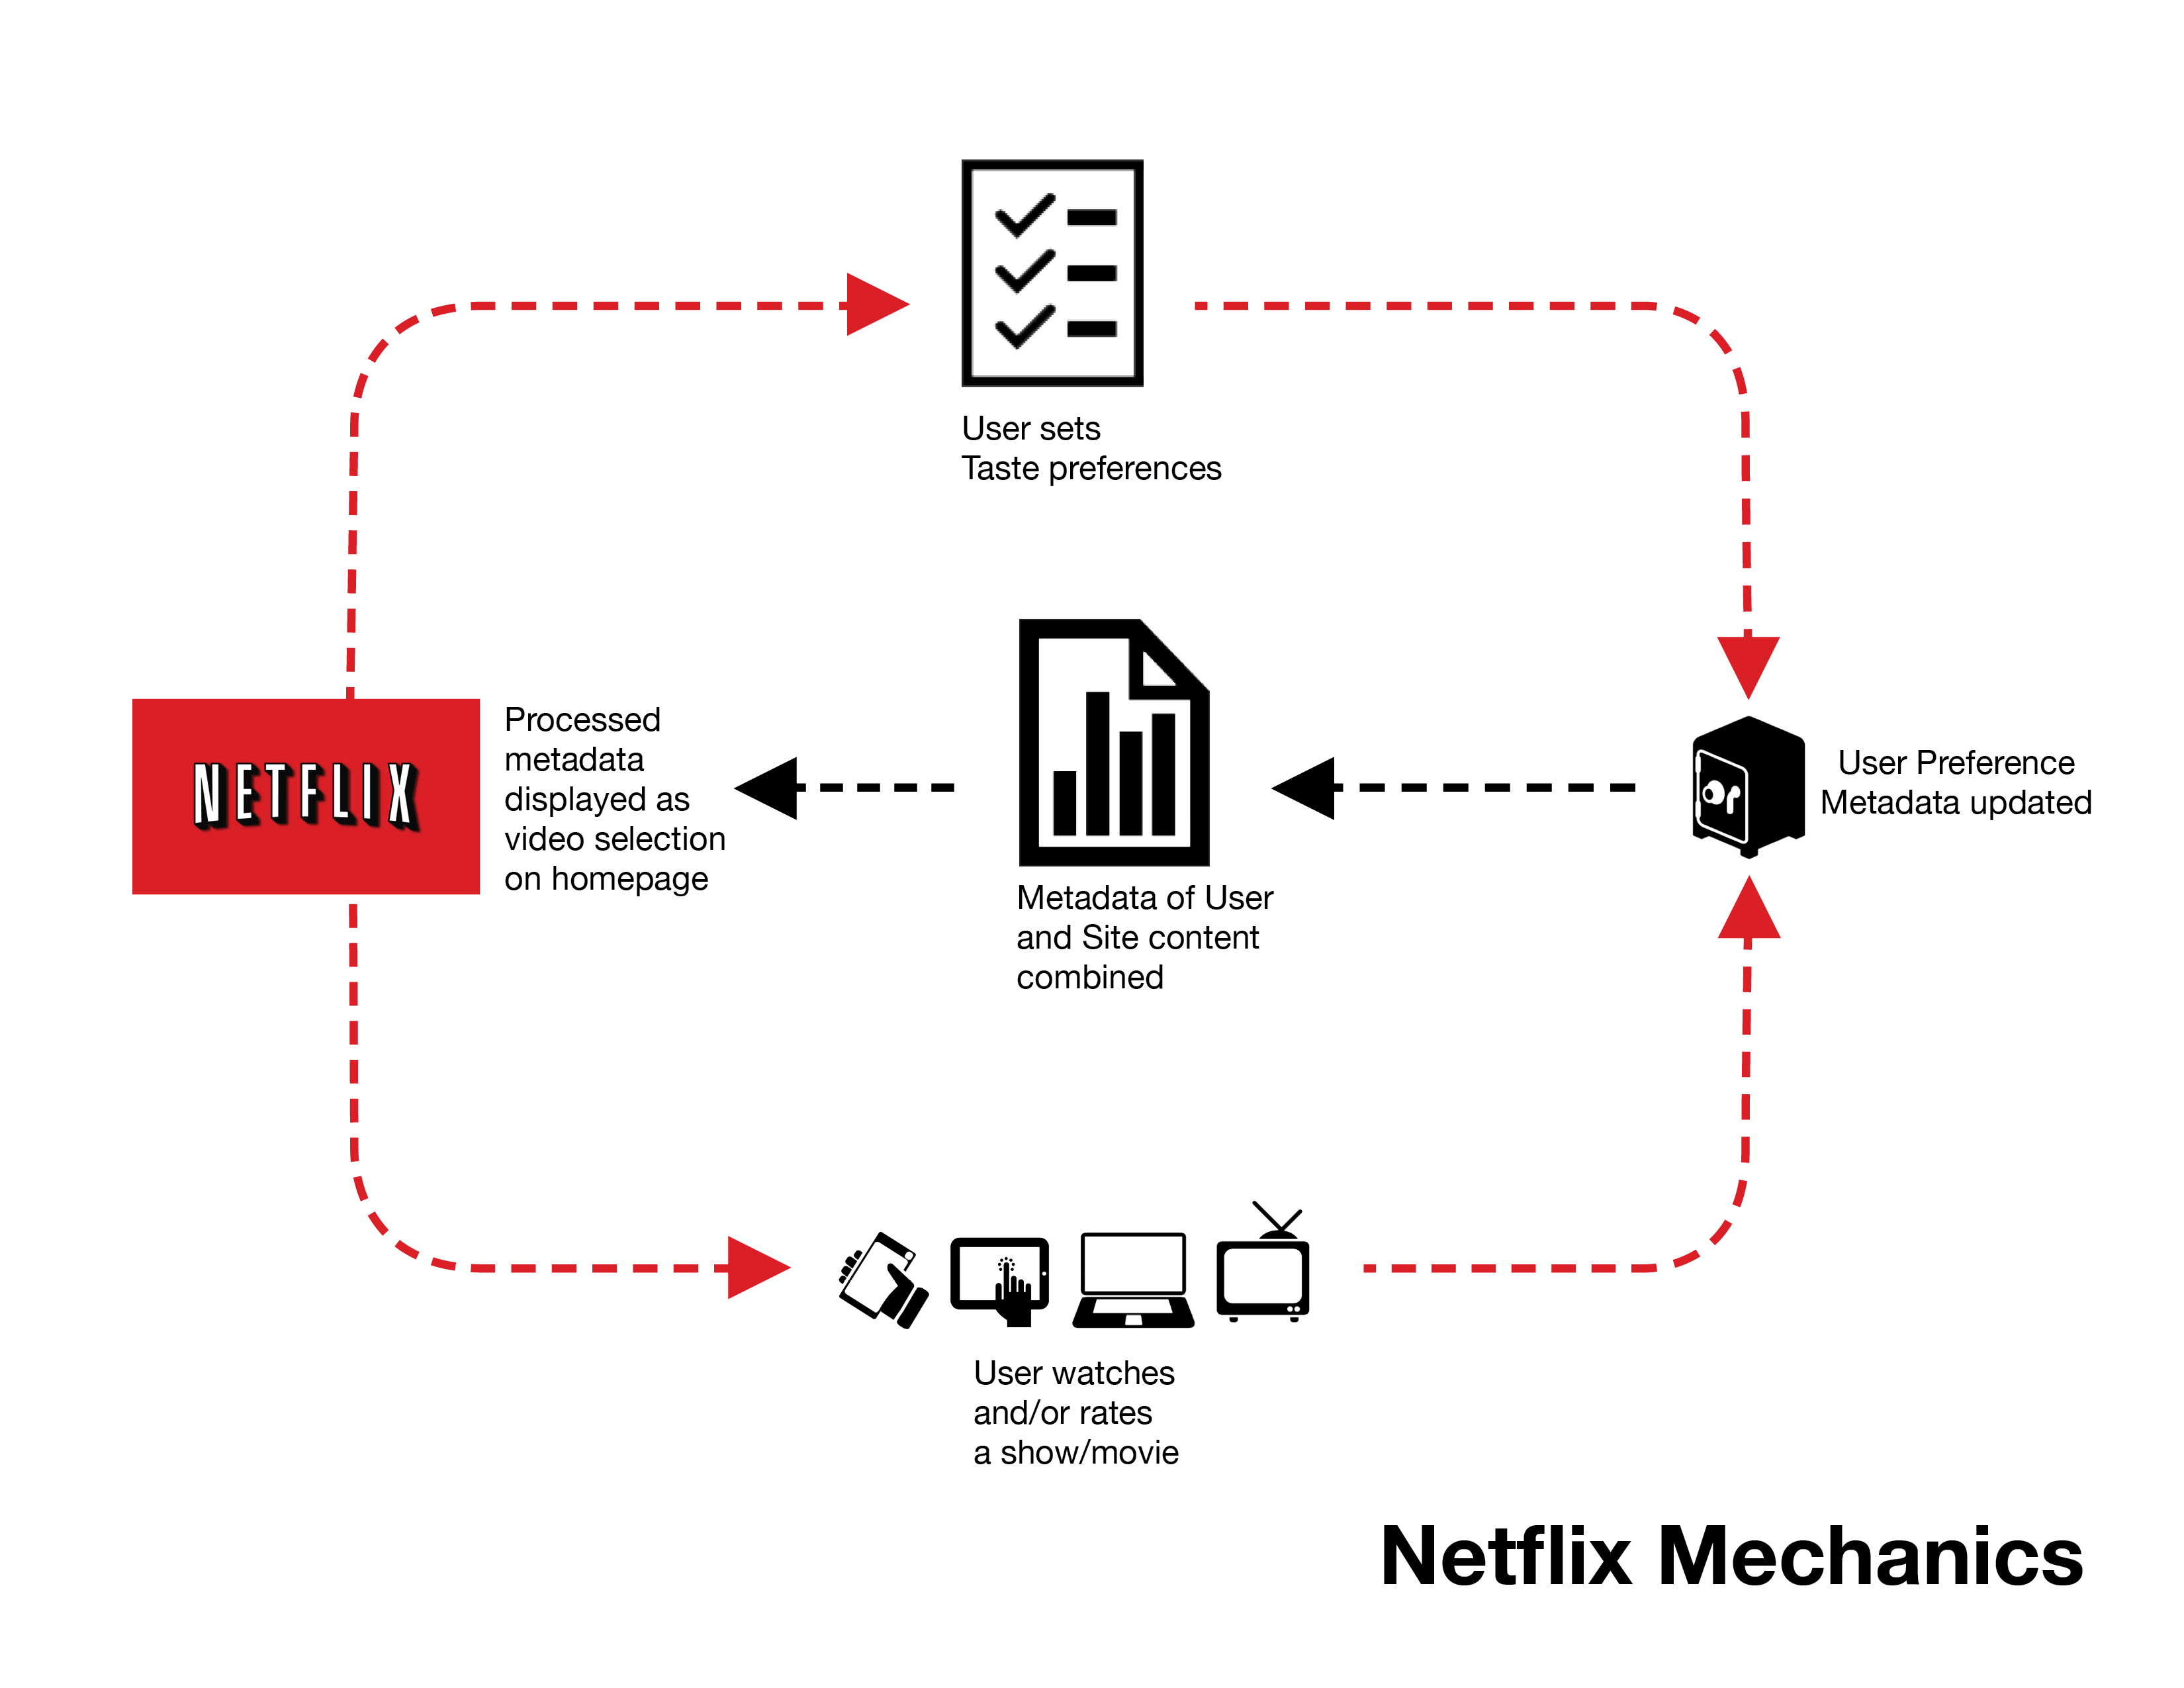 User sets
Taste preferences
NETFLIX
Processed
metadata
displayed as
video selection
on homepage
Metadata of User
and Site content
combined
User Preference
Metadata updated
User watches
and/or rates
a show/movie
Netflix Mechanics